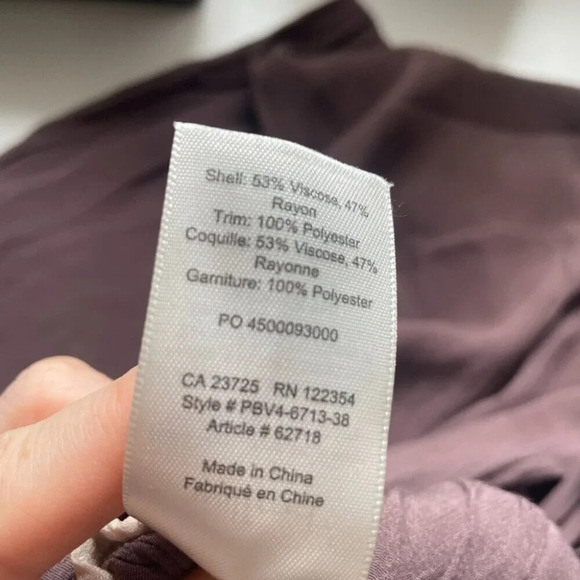 Shell: 53% Viscose, 47%
Rayon
Trim: 100% Polyester
Coquille: 53% Viscose, 47%
Rayonne
Garniture: 100% Polyester
PO 4500093000
CA 23725 RN 122354
Style # PBV4-6713-38
Article # 62718
Made in China
Fabriqué en Chine